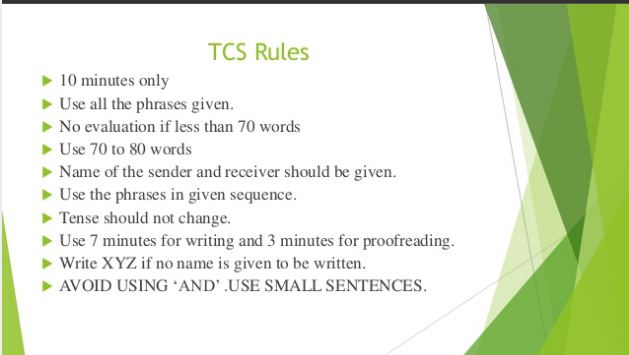 TCS Rules
10 minutes only
Use all the phrases given.
No evaluation if less than 70 words
Use 70 to 80 words
Name of the sender and receiver should be given.
Use the phrases in given sequence.
Tense should not change.
Use 7 minutes for writing and 3 minutes for proofreading.
Write XYZ if no name is given to be written.
AVOID USING ‘AND’ .USE SMALL SENTENCES.